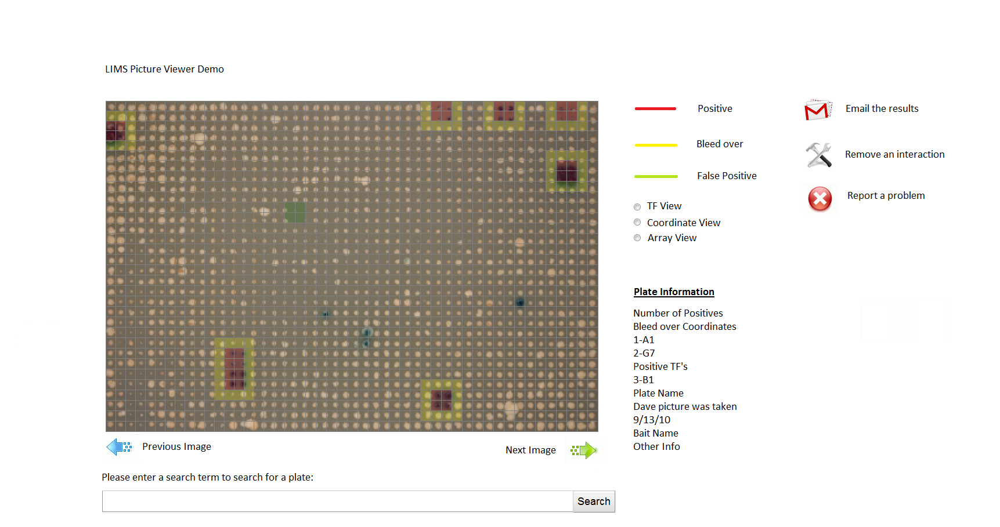 LIMS Picture Viewer Demo
Positive
Email the results
Bleed over
Remove an interaction
False Positive
Report a problem
TF View
Coordinate View
Array View
Plate Information
Number of Positives
Bleed over Coordinates
1-A1
2-G7
Positive TF's
3-B1
Plate Name
Dave picture was taken
9/13/10
Bait Name
Other Info
Previous Image
Next Image
Please enter a search term to search for a plate:
Search